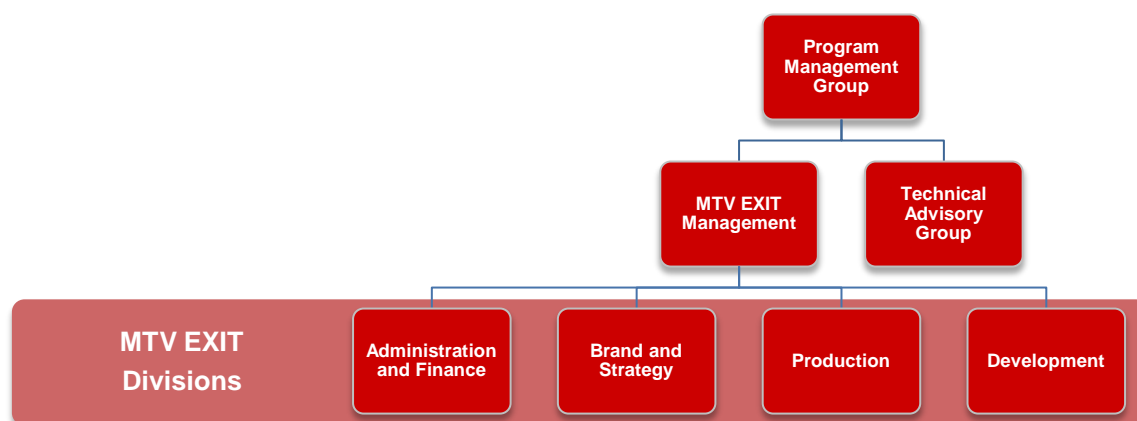 Program
Management
Group
MTV EXIT
Management
Technical
Advisory
Group
MTV EXIT
Divisions
Administration
and Finance
Brand and
Strategy
Production
Development